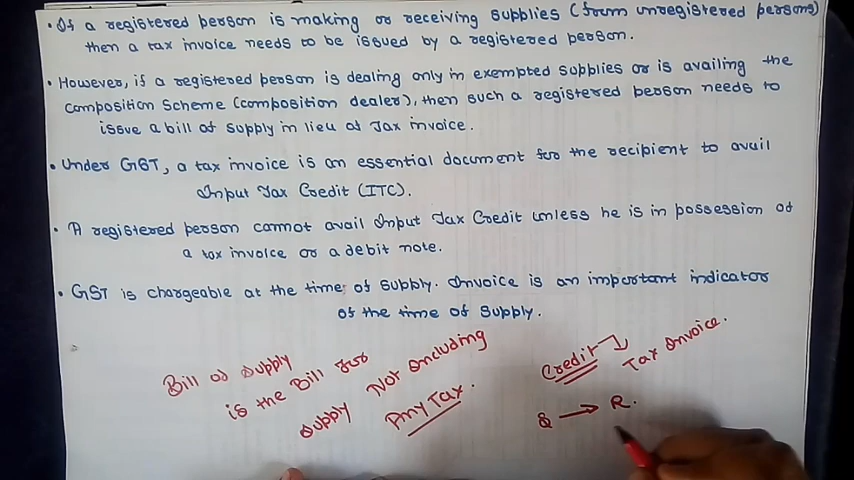 • If a registered person is making or receiving supplies (from unregistered persons)
then a tax invoice needs to be issued by a registered person.
• However, if a registered person is dealing only in exempted supplies or is availing the
composition scheme (composition dealer), then such a registered person needs to
issue a bill of supply in lieu of Tax invoice.
• Under GST, a tax invoice is an essential document for the recipient to avail
Input Tax Credit (ITC).
• A registered person cannot avail Input Tax Credit unless he is in possession of
a tax invoice or a debit note.
• GST is chargeable at the time of supply. Invoice is an important indicator
of the time of supply.
Bill of Supply
is the Bill for
supply Not Including
Any Tax.
Credit
Tax Invoice.
S → R.